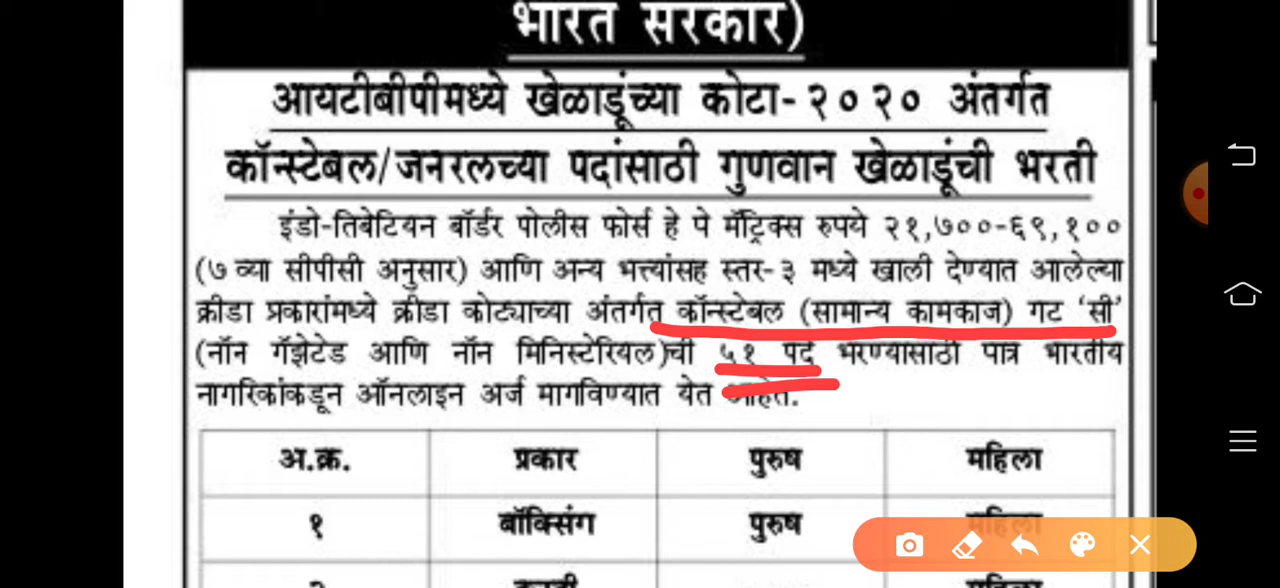 भारत सरकार)
आयटीबीपीमध्ये खेळाडूंच्या कोटा-२०२० अंतर्गत
कॉन्स्टेबल/जनरलच्या पदांसाठी गुणवान खेळाडूंची भरती
इंडो-तिबेटियन बॉर्डर पोलीस फोर्स हे पे मॅट्रिक्स रुपये २१,७००-६९,१००
(७ व्या सीपीसी अनुसार) आणि अन्य भत्त्यांसह स्तर-३ मध्ये खाली देण्यात आलेल्या
क्रीडा प्रकारांमध्ये क्रीडा कोट्याच्या अंतर्गत कॉन्स्टेबल (सामान्य कामकाज) गट 'सी'
(नॉन गॅझेटेड आणि नॉन मिनिस्टेरियल)ची ५१ पदे भरण्यासाठी पात्र भारतीय
नागरिकांकडून ऑनलाइन अर्ज मागविण्यात येत आहेत.
अ.क्र. प्रकार पुरुष महिला
१ बॉक्सिंग पुरुष महिला